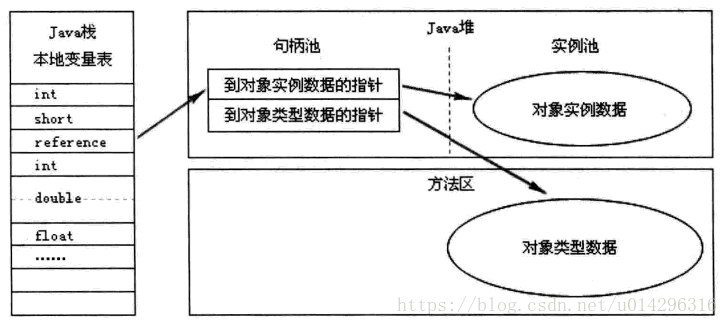 Java栈
本地变量表
int
short
reference
int
double
float
……
Java堆
句柄池
实例池
到对象实例数据的指针
到对象类型数据的指针
对象实例数据
方法区
对象类型数据
https://blog.csdn.net/u014296316